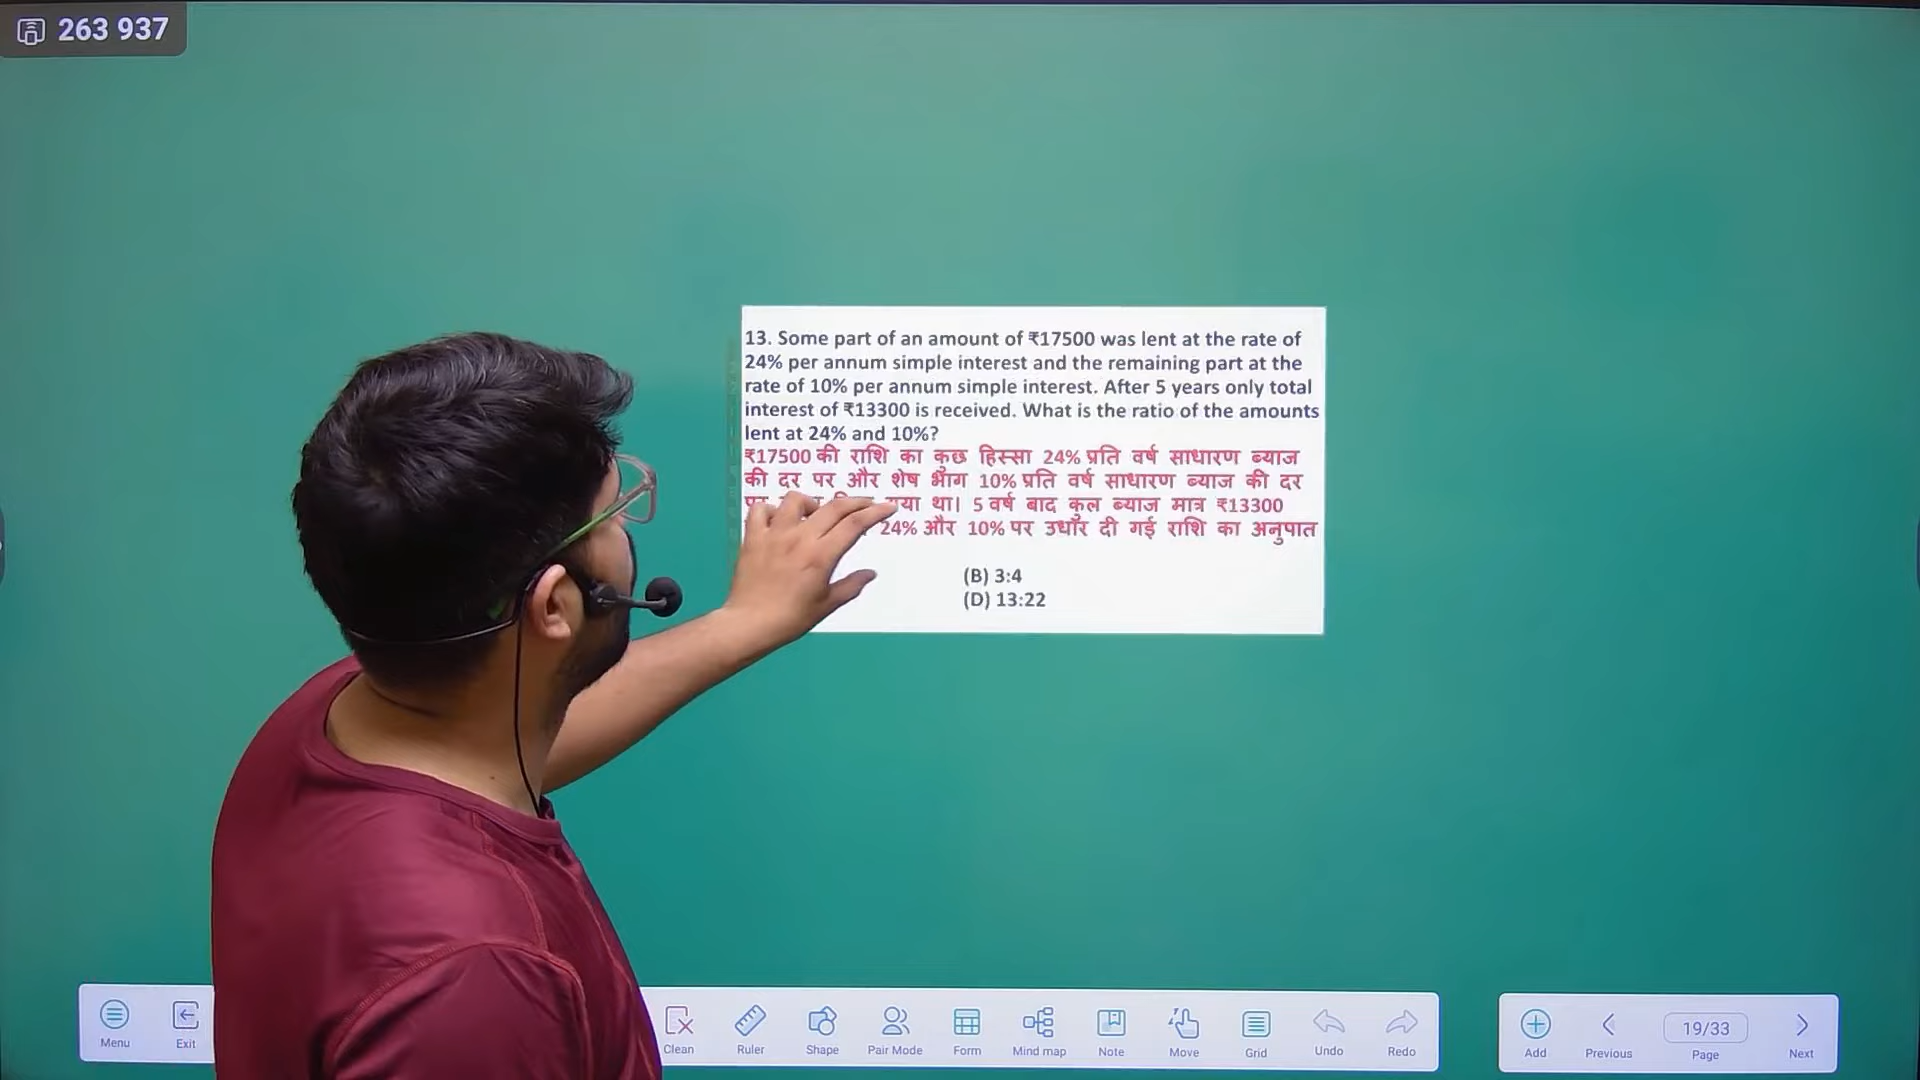 263 937
13. Some part of an amount of ₹17500 was lent at the rate of
24% per annum simple interest and the remaining part at the
rate of 10% per annum simple interest. After 5 years only total
interest of ₹13300 is received. What is the ratio of the amounts
lent at 24% and 10%?
₹17500 की राशि का कुछ हिस्सा 24% प्रति वर्ष साधारण ब्याज
की दर पर और शेष भाग 10% प्रति वर्ष साधारण ब्याज की दर
था। 5 वर्ष बाद कुल ब्याज मात्र ₹13300
24% और 10% पर उधार दी गई राशि का अनुपात
(B) 3:4
(D) 13:22
Menu Exit Clean Ruler Shape Pair Mode Form Mind map Note Move Grid Undo Redo Add Previous 19/33 Page Next